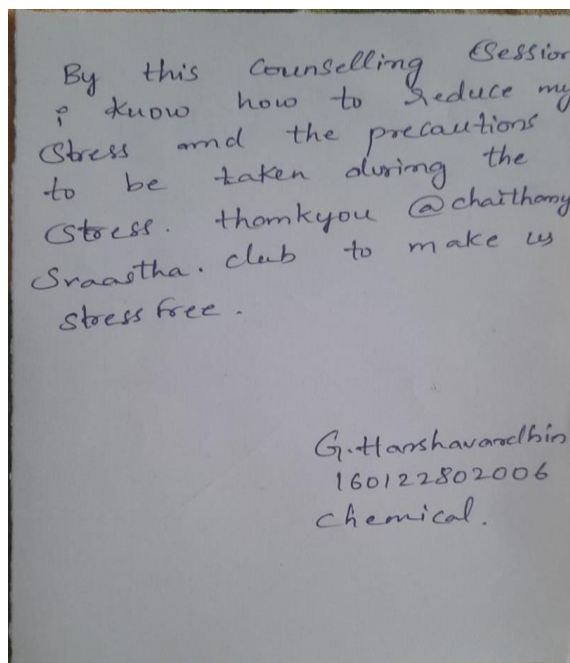 By this Counselling Session
i know how to reduce my
Stress and the precautions
to be taken during the
Stress. thankyou @chaithany
Sraastha. club to make us
Stress Free.
G. Harshavardhin
160122802006
Chemical.